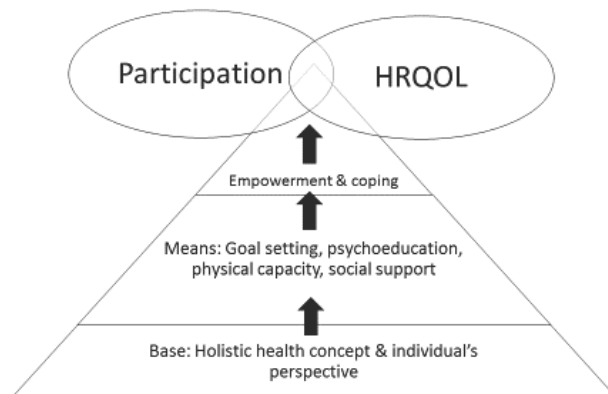 Participation
HRQOL
Empowerment & coping
Means: Goal setting, psychoeducation,
physical capacity, social support
Base: Holistic health concept & individual's
perspective